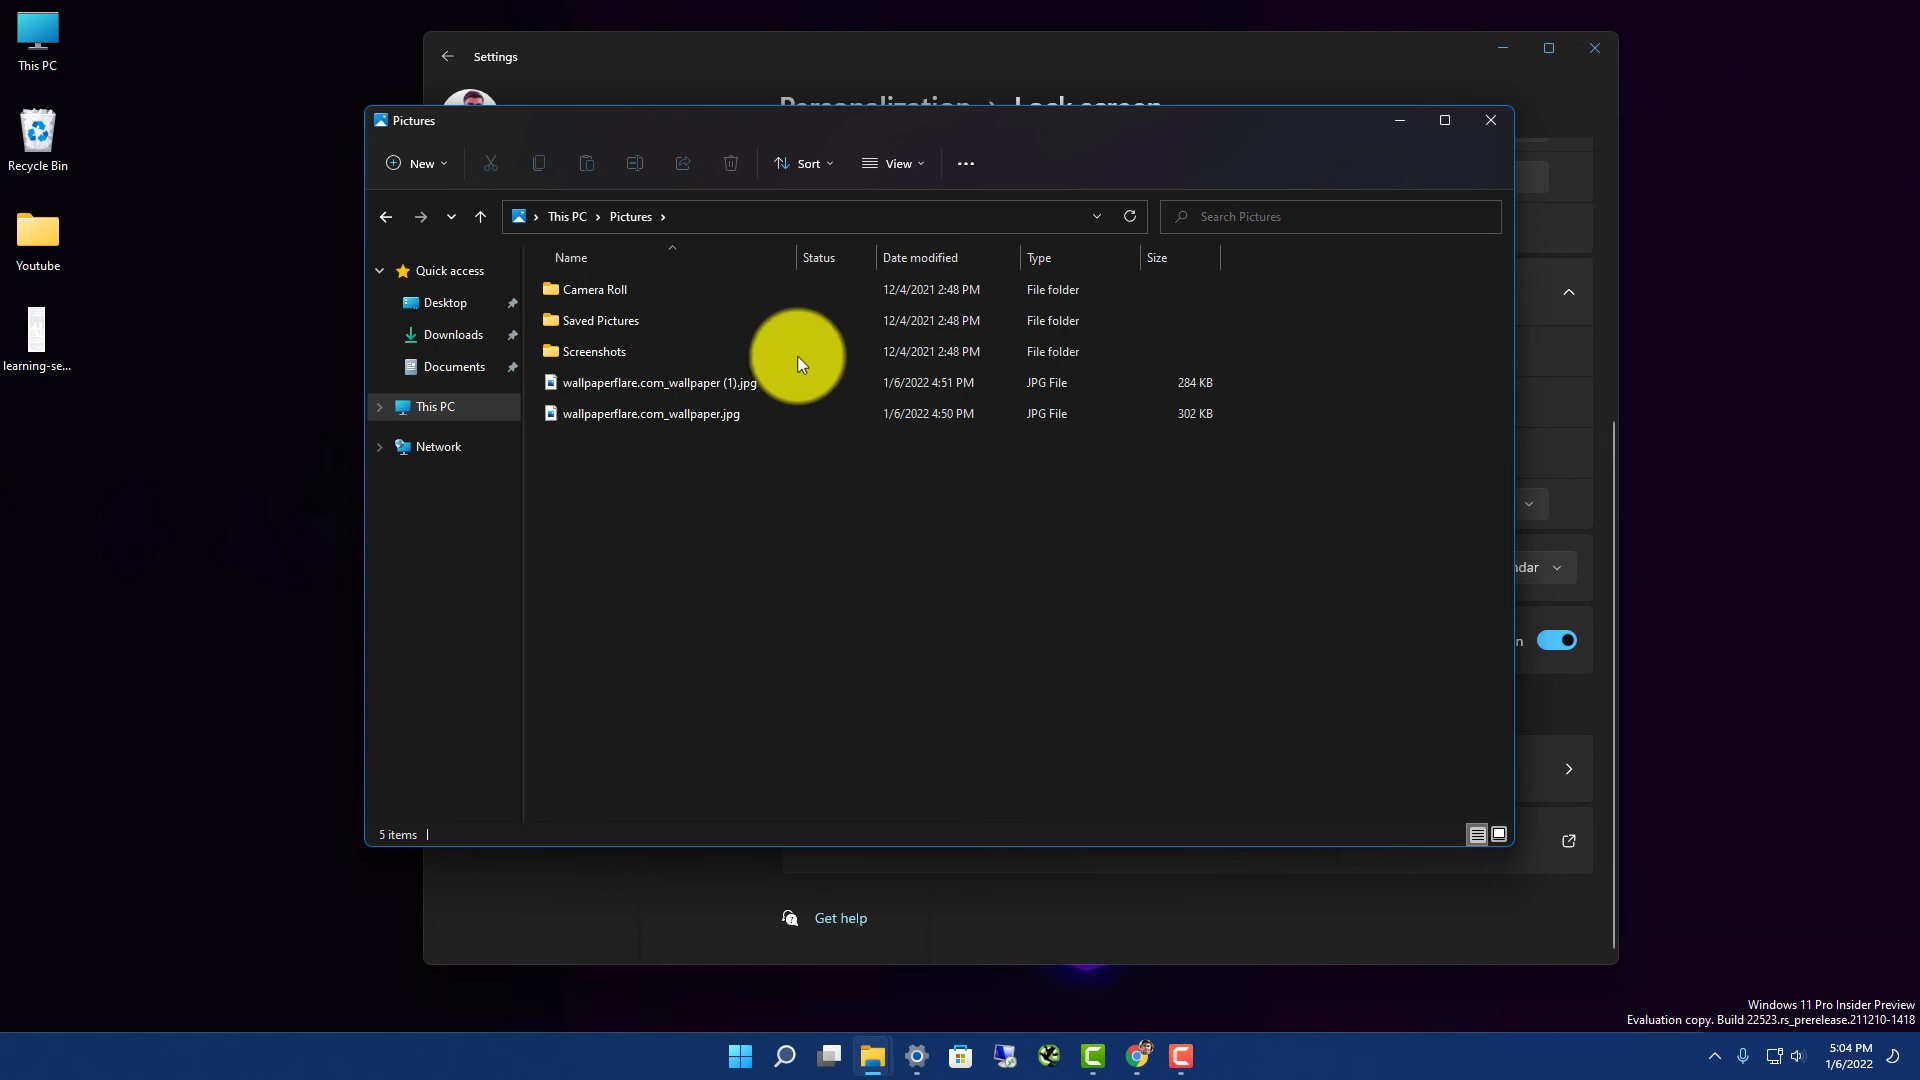 This PC
Recycle Bin
Youtube
learning-se...
Settings
Personalization > Lock screen
Pictures
New
Sort
View
This PC > Pictures >
Search Pictures
Quick access
Desktop
Downloads
Documents
This PC
Network
Name Status Date modified Type Size
Camera Roll 12/4/2021 2:48 PM File folder
Saved Pictures 12/4/2021 2:48 PM File folder
Screenshots 12/4/2021 2:48 PM File folder
wallpaperflare.com_wallpaper (1).jpg 1/6/2022 4:51 PM JPG File 284 KB
wallpaperflare.com_wallpaper.jpg 1/6/2022 4:50 PM JPG File 302 KB
ndar
n
5 items
Get help
Windows 11 Pro Insider Preview
Evaluation copy. Build 22523.rs_prerelease.211210-1418
5:04 PM
1/6/2022